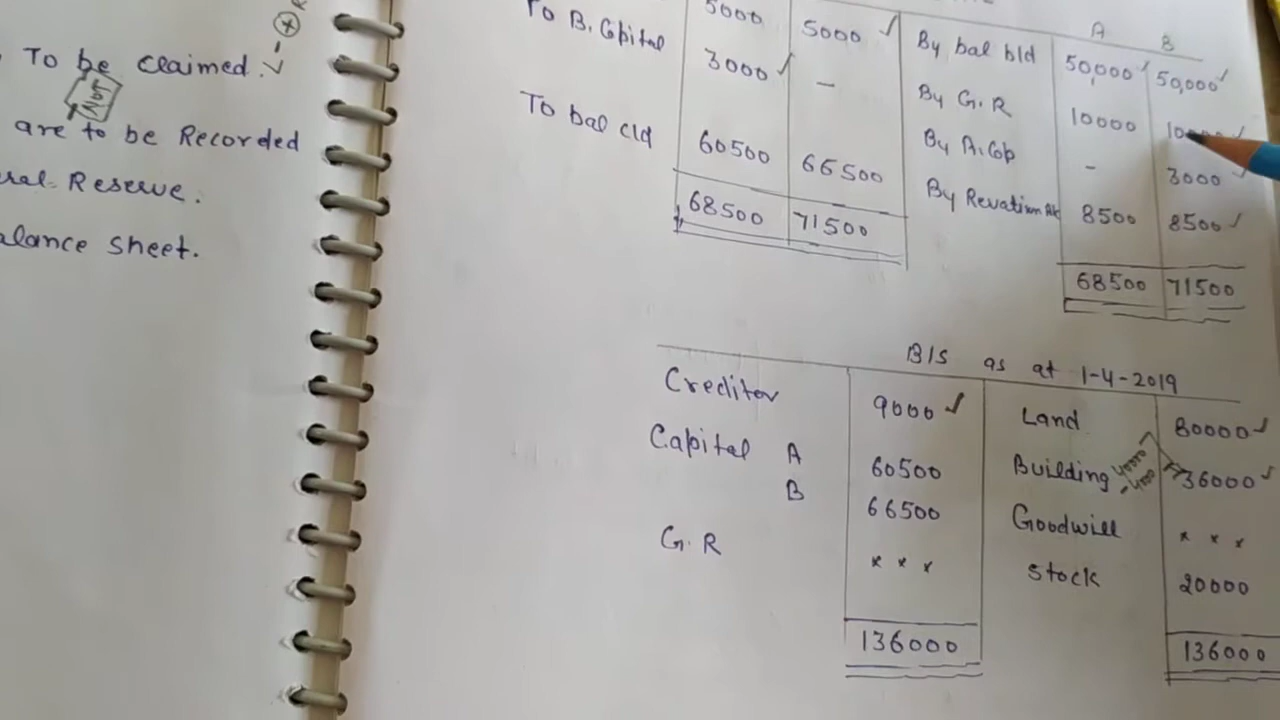 To be claimed.
are to be Recorded
ral Reserve.
alance Sheet.
A B
5000 5000 By bal b/d 50,000 50,000
To B. Cpital 3000 - By G.R 10000
By A.Cap - 3000
To bal c/d 60500 66500 By Revation A/c 8500 8500
68500 71500 68500 71500
B/S as at 1-4-2019
Creditor 9000 Land 80000
Capital A 60500 Building 40000 -4000 36000
B 66500 Goodwill x x x
G.R x x x Stock 20000
136000 136000